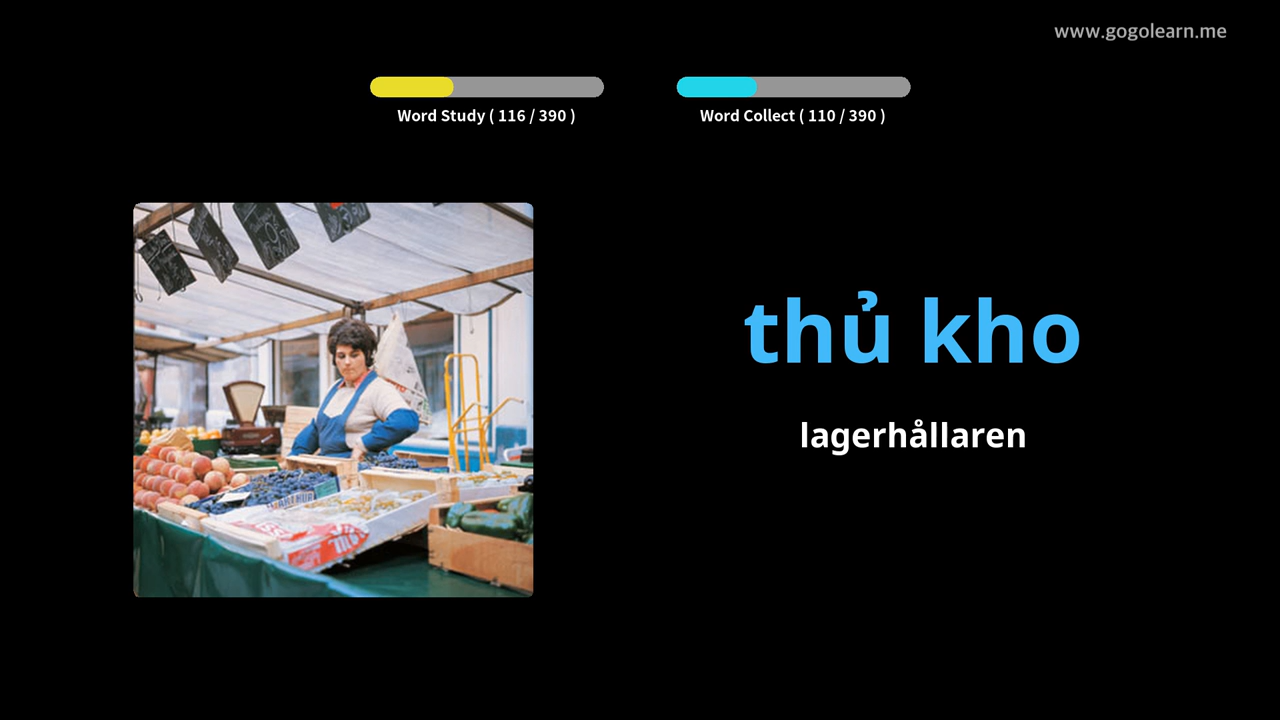 www.gogolearn.me
Word Study ( 116 / 390 )
Word Collect ( 110 / 390 )
thủ kho
lagerhållaren